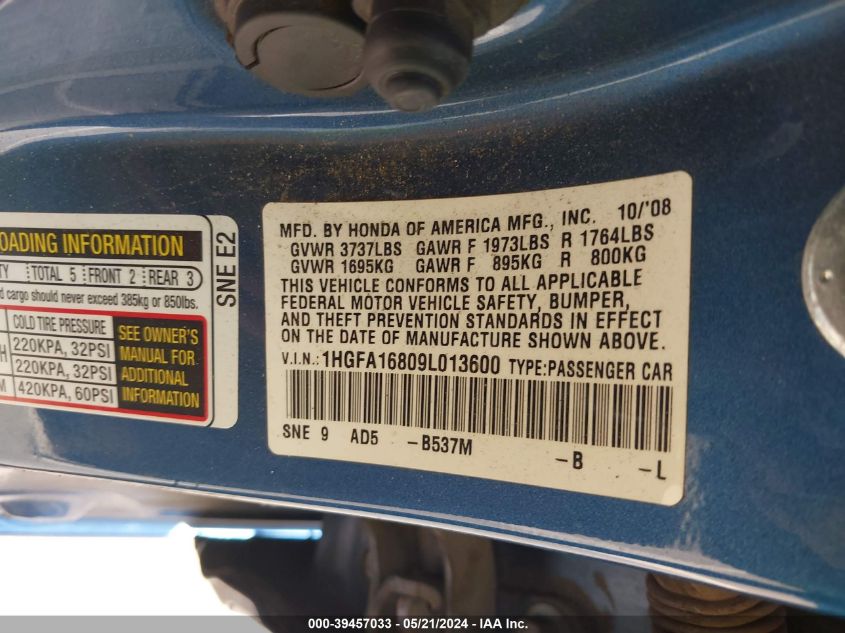 OADING INFORMATION
TY TOTAL 5 FRONT 2 REAR 3
d cargo should never exceed 385kg or 850lbs.
COLD TIRE PRESSURE
H 220KPA, 32PSI
220KPA, 32PSI
M 420KPA, 60PSI
SEE OWNER'S
MANUAL FOR
ADDITIONAL
INFORMATION
SNE E2
MFD. BY HONDA OF AMERICA MFG., INC. 10/'08
GVWR 3737LBS GAWR F 1973LBS R 1764LBS
GVWR 1695KG GAWR F 895KG R 800KG
THIS VEHICLE CONFORMS TO ALL APPLICABLE
FEDERAL MOTOR VEHICLE SAFETY, BUMPER,
AND THEFT PREVENTION STANDARDS IN EFFECT
ON THE DATE OF MANUFACTURE SHOWN ABOVE.
V.I.N.: 1HGFA16809L013600 TYPE:PASSENGER CAR
SNE 9 AD5 -B537M -B -L
000-39457033 - 05/21/2024 - IAA Inc.